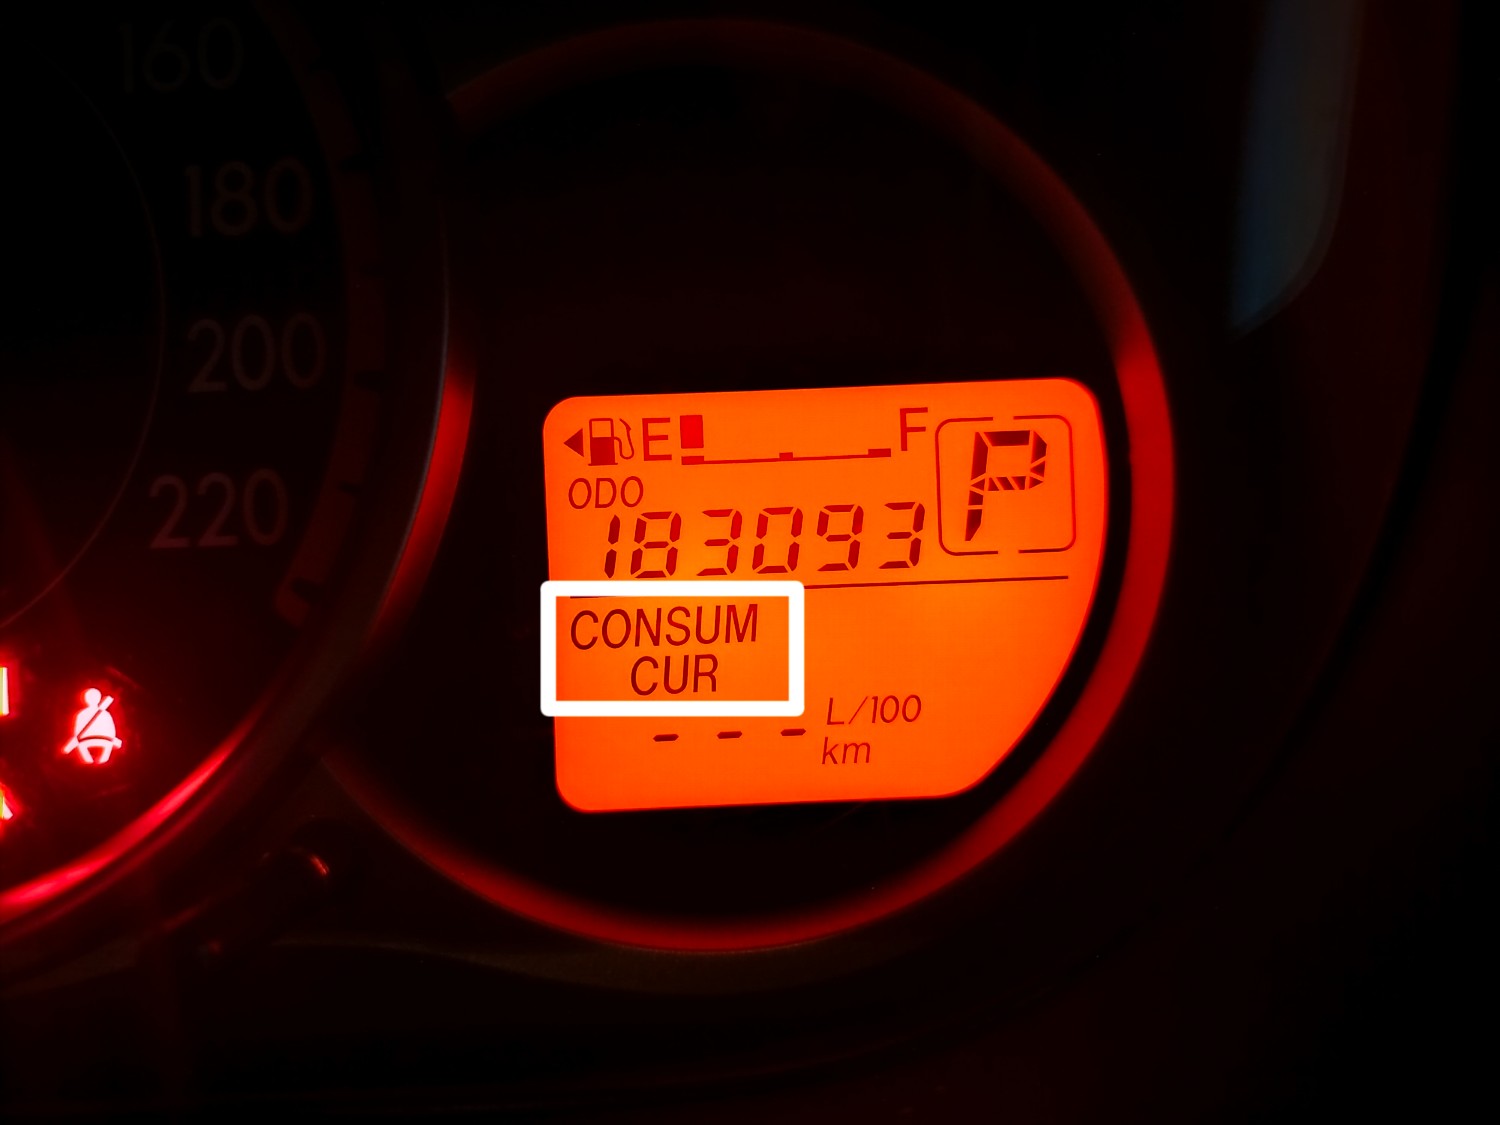 160
180
200
220
E F
P
ODO
183093
CONSUM
CUR
- - - L/100
km